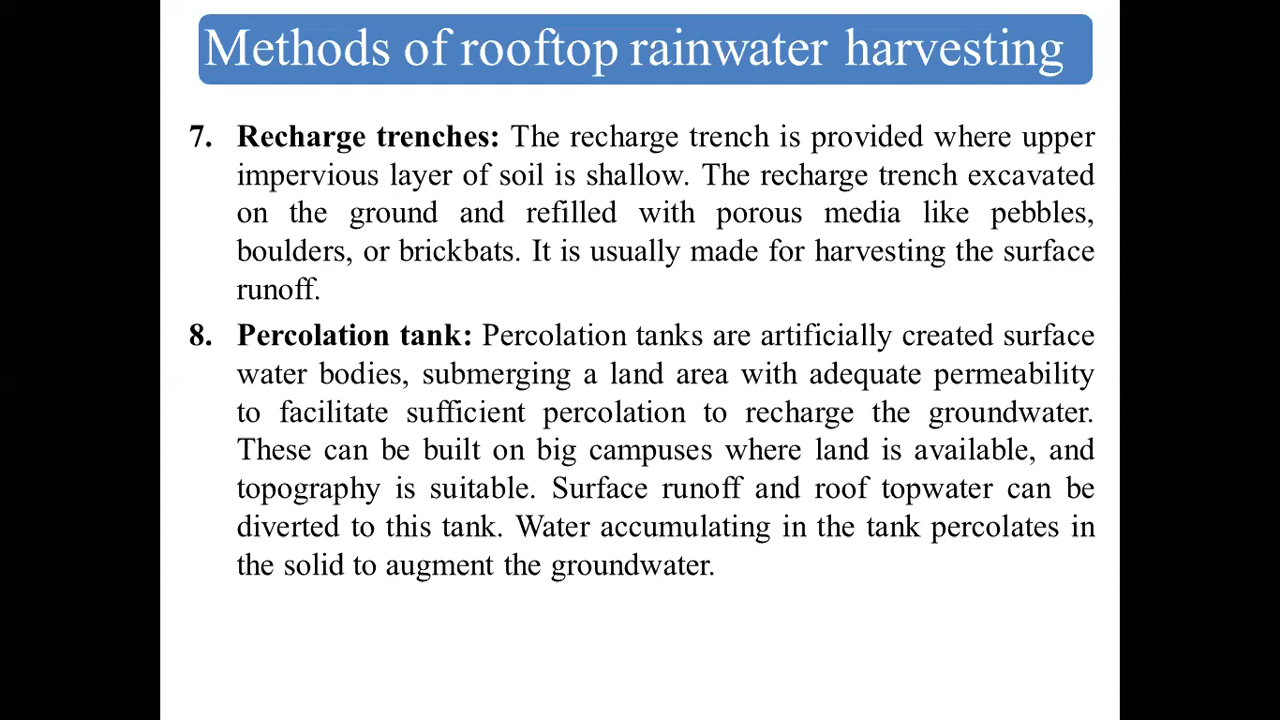 Methods of rooftop rainwater harvesting
7. Recharge trenches: The recharge trench is provided where upper
impervious layer of soil is shallow. The recharge trench excavated
on the ground and refilled with porous media like pebbles,
boulders, or brickbats. It is usually made for harvesting the surface
runoff.
8. Percolation tank: Percolation tanks are artificially created surface
water bodies, submerging a land area with adequate permeability
to facilitate sufficient percolation to recharge the groundwater.
These can be built on big campuses where land is available, and
topography is suitable. Surface runoff and roof topwater can be
diverted to this tank. Water accumulating in the tank percolates in
the solid to augment the groundwater.